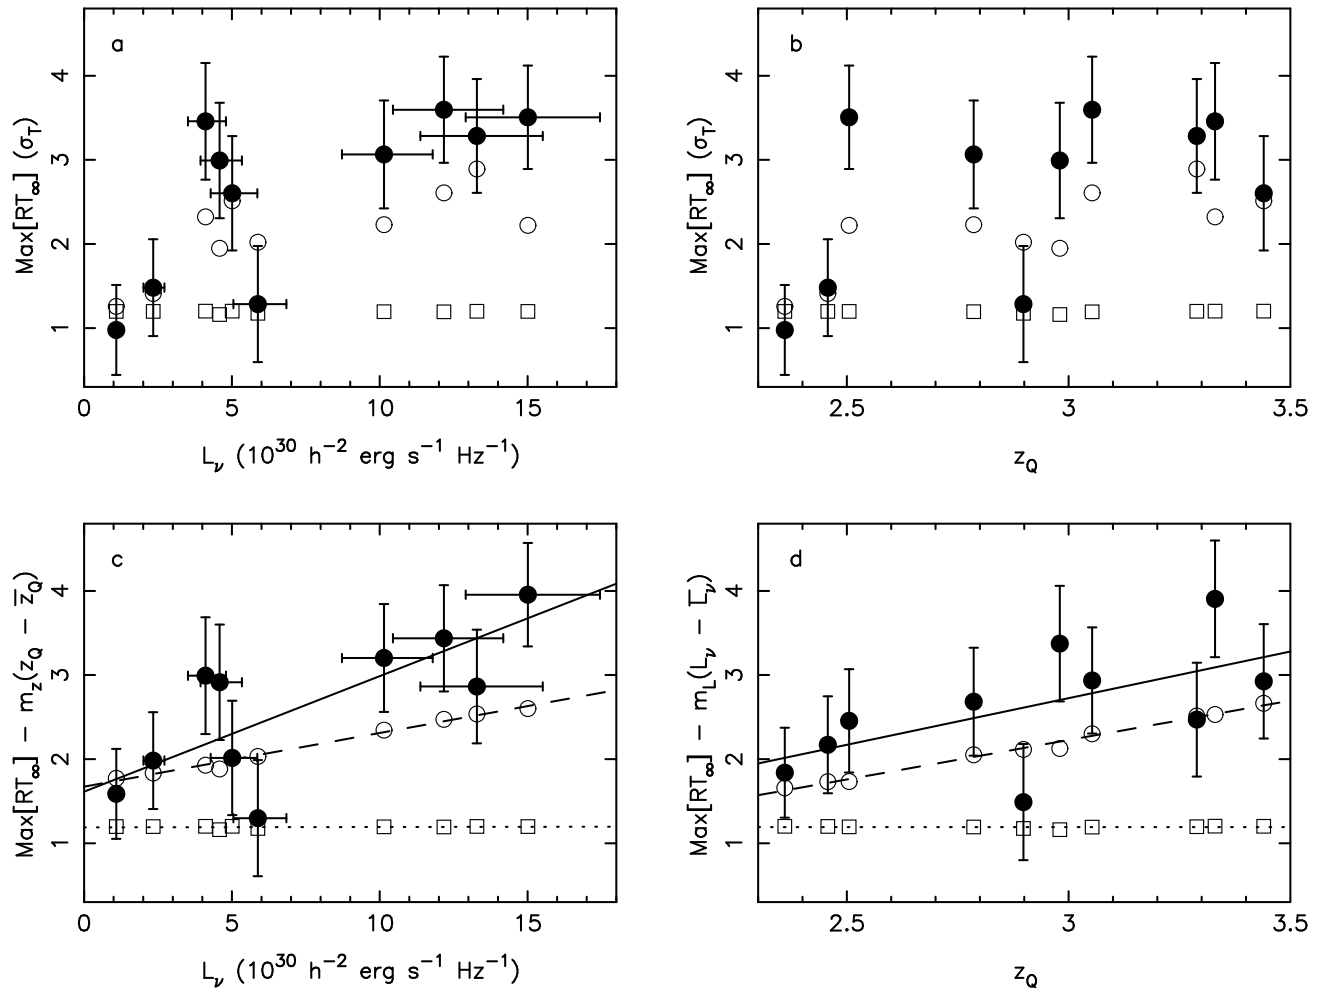 a
Max[RT∞] (σT)
4
3
2
1
0 5 10 15
Lν (10³⁰ h⁻² erg s⁻¹ Hz⁻¹)
b
Max[RT∞] (σT)
4
3
2
1
2.5 3 3.5
zQ
c
Max[RT∞] − mz(zQ − z̅Q)
4
3
2
1
0 5 10 15
Lν (10³⁰ h⁻² erg s⁻¹ Hz⁻¹)
d
Max[RT∞] − mL(Lν − L̅ν)
4
3
2
1
2.5 3 3.5
zQ